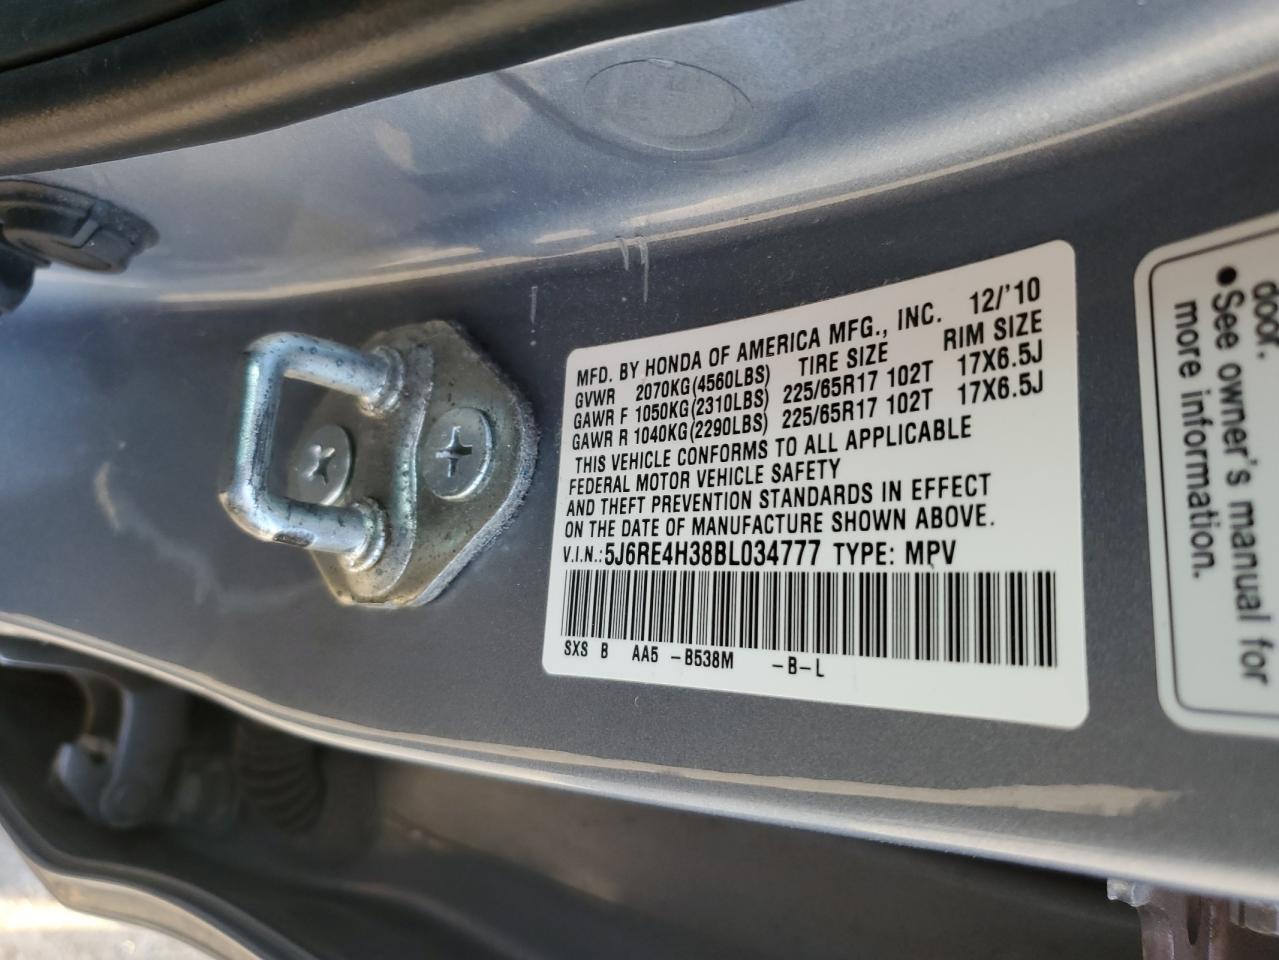 MFD. BY HONDA OF AMERICA MFG., INC. 12/'10
GVWR 2070KG(4560LBS) TIRE SIZE RIM SIZE
GAWR F 1050KG(2310LBS) 225/65R17 102T 17X6.5J
GAWR R 1040KG(2290LBS) 225/65R17 102T 17X6.5J
THIS VEHICLE CONFORMS TO ALL APPLICABLE
FEDERAL MOTOR VEHICLE SAFETY
AND THEFT PREVENTION STANDARDS IN EFFECT
ON THE DATE OF MANUFACTURE SHOWN ABOVE.
V.I.N.: 5J6RE4H38BL034777 TYPE: MPV
SXS B AA5 -B538M -B-L
door.
● See owner's manual for
more information.